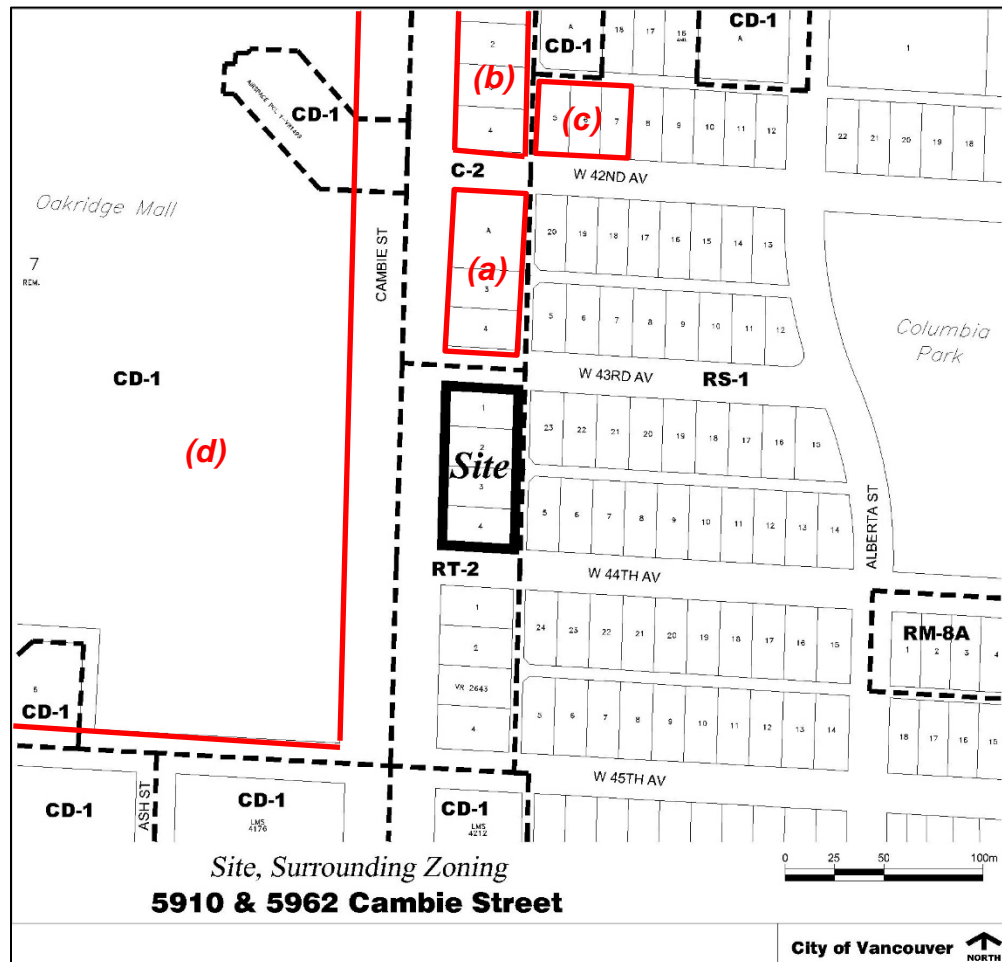 CD-1
CD-1
2
(b)
A
18
17
16
A
1
AIRSPACE PCL
CD-1
4
5
6
(c)
7
8
9
10
11
12
22
21
20
19
18
C-2
W 42ND AV
Oakridge Mall
CAMBIE ST
7
REM.
A
(a)
3
4
20
19
18
17
16
15
14
13
5
6
7
8
9
10
11
12
Columbia
Park
CD-1
W 43RD AV
RS-1
(d)
1
2
Site
3
4
23
22
21
20
19
18
17
16
15
5
6
7
8
9
10
11
12
13
14
ALBERTA ST
RT-2
W 44TH AV
1
2
VR 2643
4
24
23
22
21
20
19
18
17
16
15
RM-8A
1
2
3
4
CD-1
5
6
7
8
9
10
11
12
13
14
18
17
16
15
W 45TH AV
CD-1
ASH ST
CD-1
LMS
4176
CD-1
LMS
4212
Site, Surrounding Zoning
5910 & 5962 Cambie Street
0 25 50 100m
City of Vancouver
NORTH